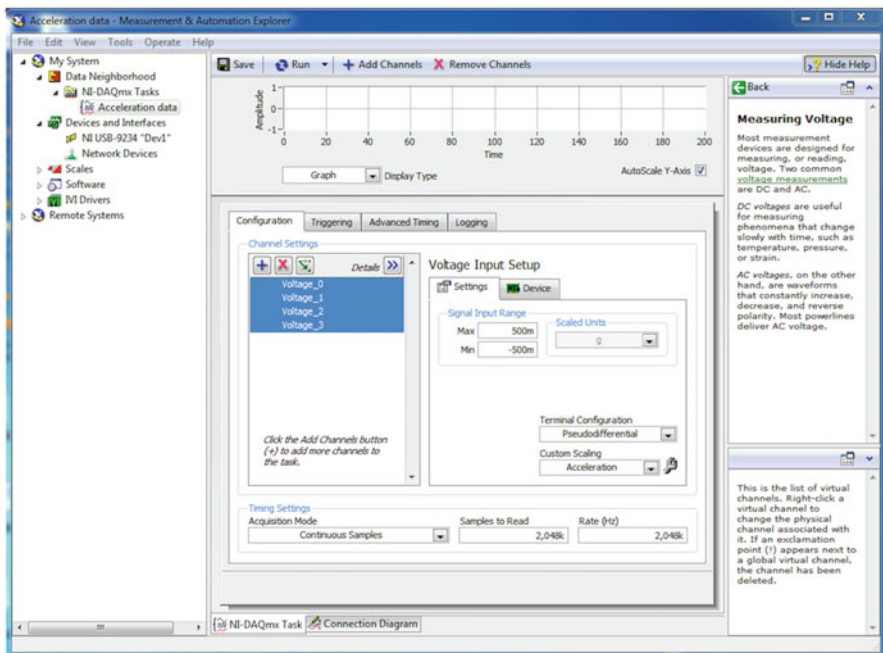 Acceleration data - Measurement & Automation Explorer
File Edit View Tools Operate Help
My System
Data Neighborhood
NI-DAQmx Tasks
Acceleration data
Devices and Interfaces
NI USB-9234 "Dev1"
Network Devices
Scales
Software
IVI Drivers
Remote Systems
Save Run + Add Channels X Remove Channels
Hide Help
Amplitude
1
0
-1
0 20 40 60 80 100 120 140 160 180 200
Time
Graph Display Type AutoScale Y-Axis
Configuration Triggering Advanced Timing Logging
Channel Settings
Details >>
Voltage_0
Voltage_1
Voltage_2
Voltage_3
Click the Add Channels button
(+) to add more channels to
the task.
Voltage Input Setup
Settings Device
Signal Input Range
Max 500m
Min -500m
Scaled Units
g
Terminal Configuration
Pseudodifferential
Custom Scaling
Acceleration
Timing Settings
Acquisition Mode Samples to Read Rate (Hz)
Continuous Samples 2,048k 2,048k
NI-DAQmx Task Connection Diagram
Back
Measuring Voltage
Most measurement
devices are designed for
measuring, or reading,
voltage. Two common
voltage measurements
are DC and AC.
DC voltages are useful
for measuring
phenomena that change
slowly with time, such as
temperature, pressure,
or strain.
AC voltages, on the other
hand, are waveforms
that constantly increase,
decrease, and reverse
polarity. Most powerlines
deliver AC voltage.
This is the list of virtual
channels. Right-click a
virtual channel to
change the physical
channel associated with
it. If an exclamation
point (!) appears next to
a global virtual channel,
the channel has been
deleted.